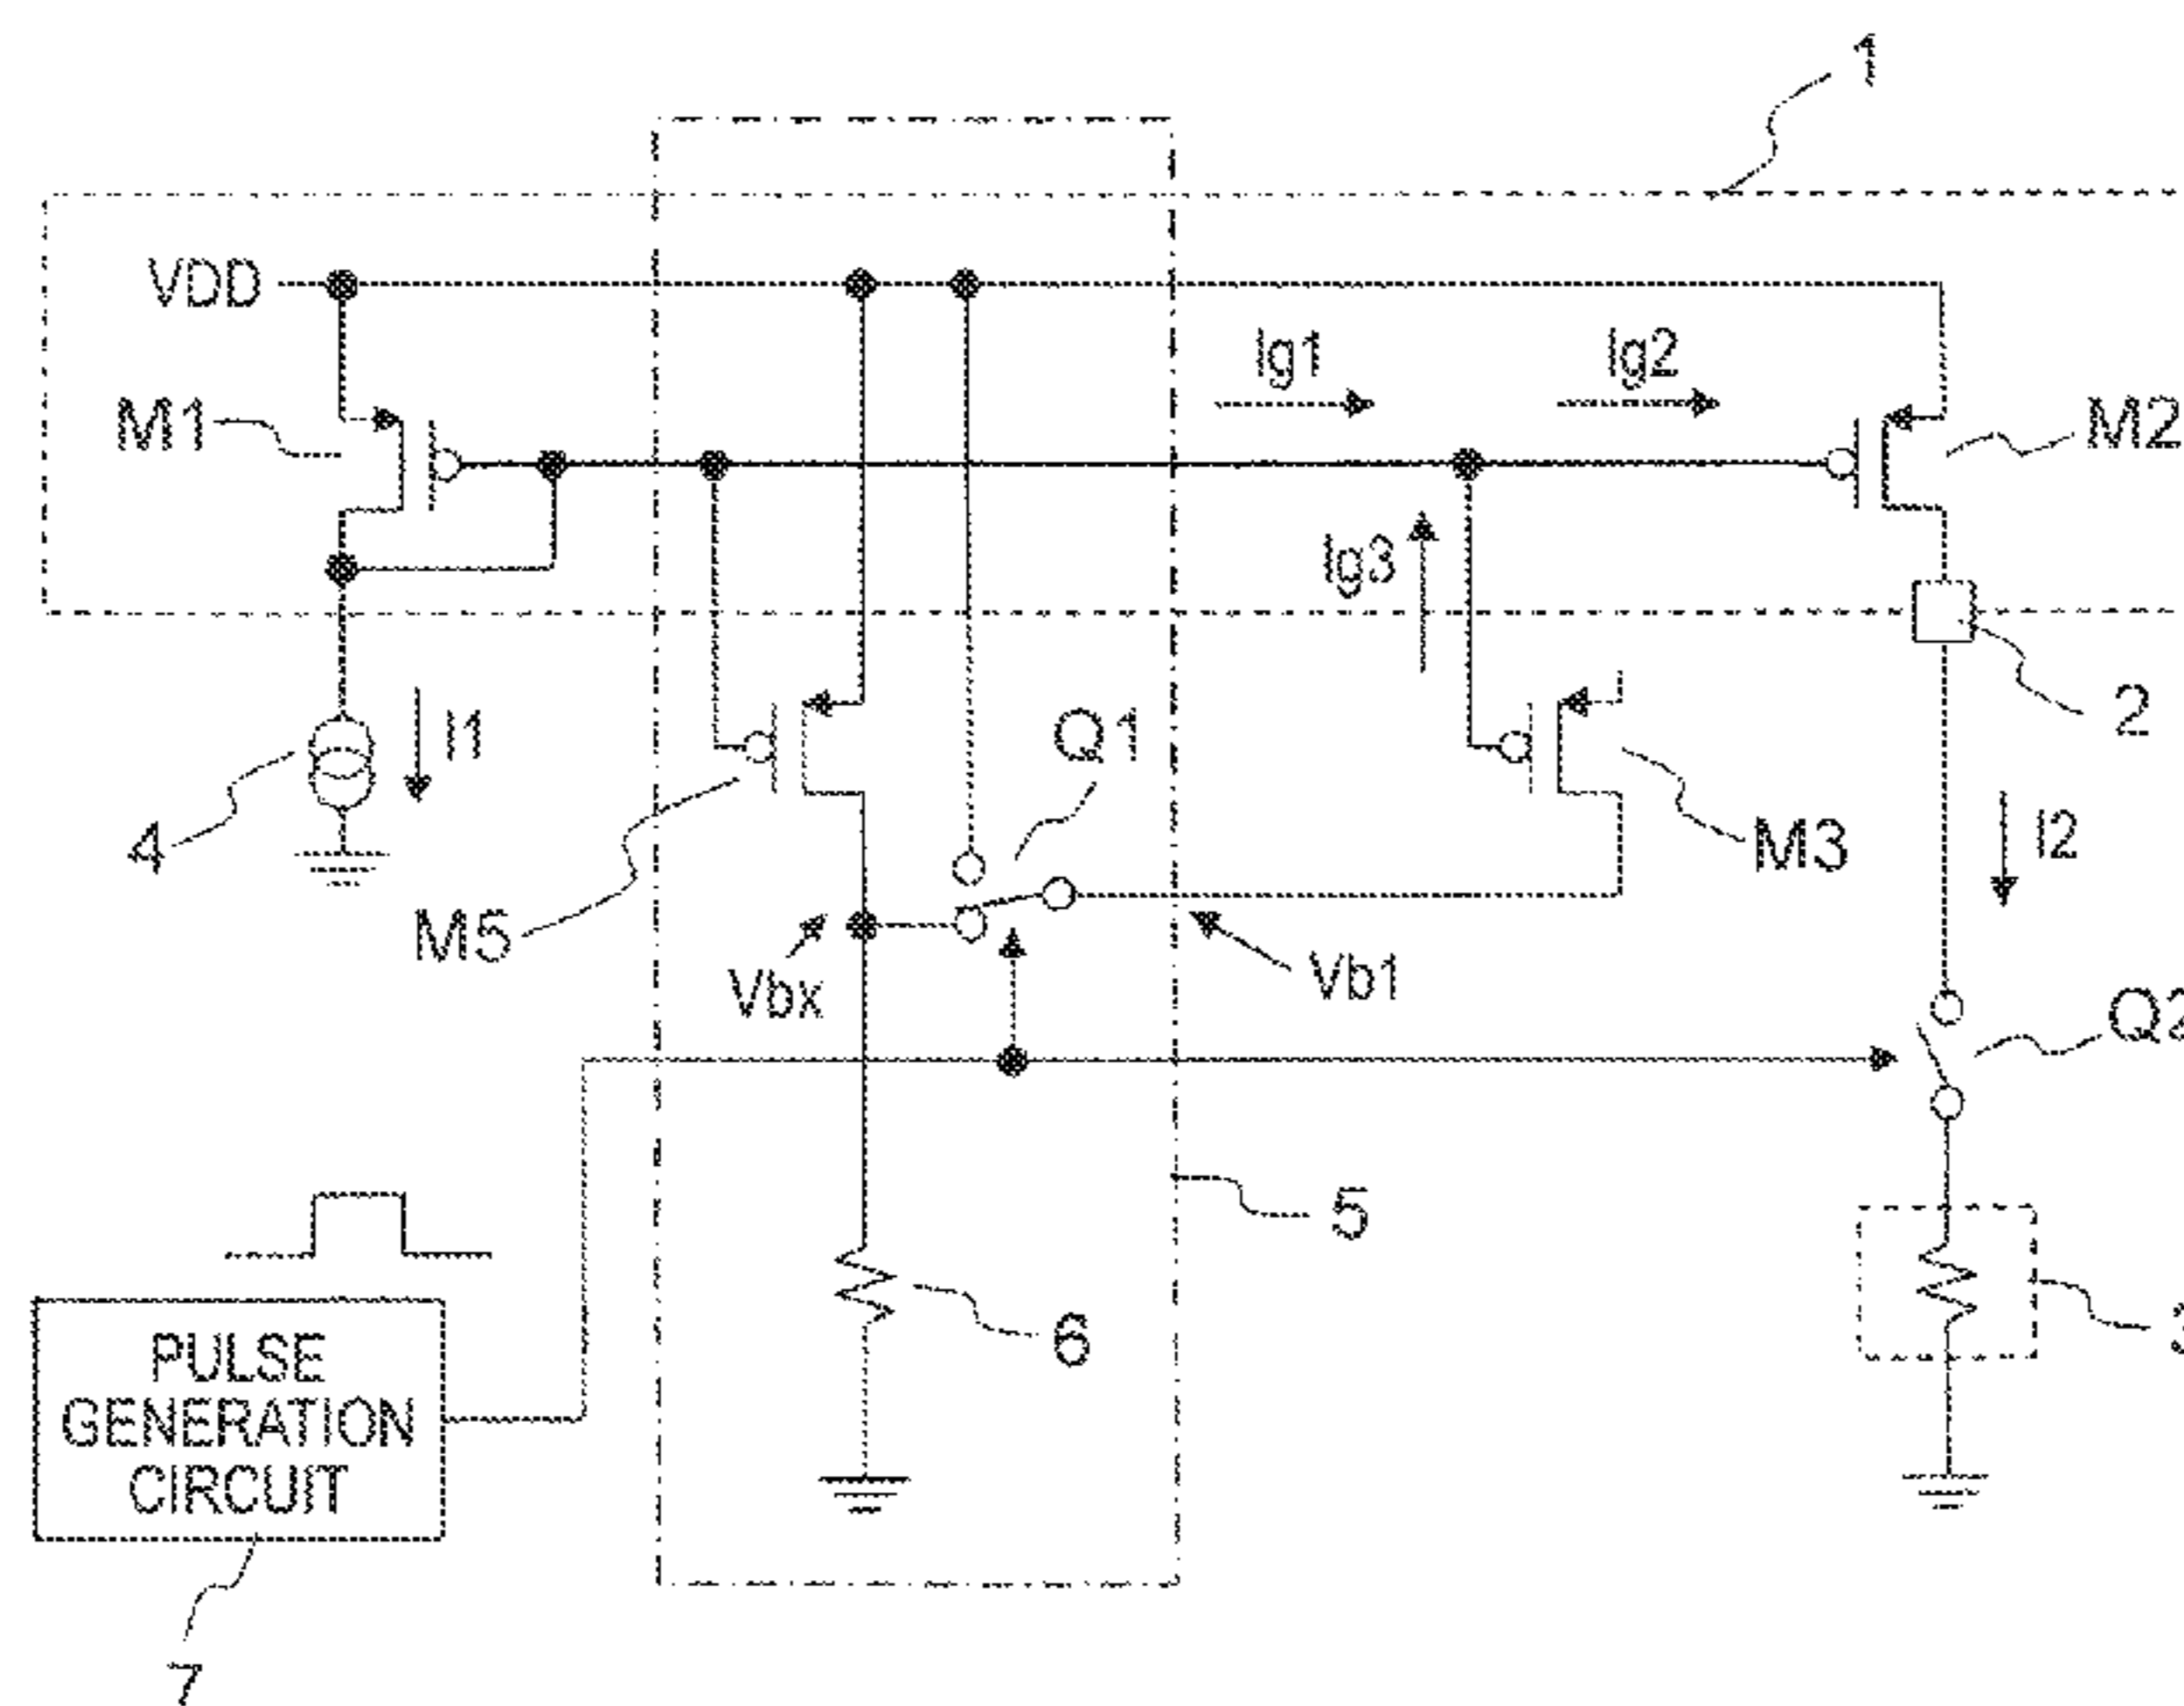 1
VDD
Ig1
Ig2
M1
M2
Ig3
I1
Q1
2
4
M3
I2
M5
Vbx
Vb1
Q2
5
6
3
PULSE
GENERATION
CIRCUIT
7